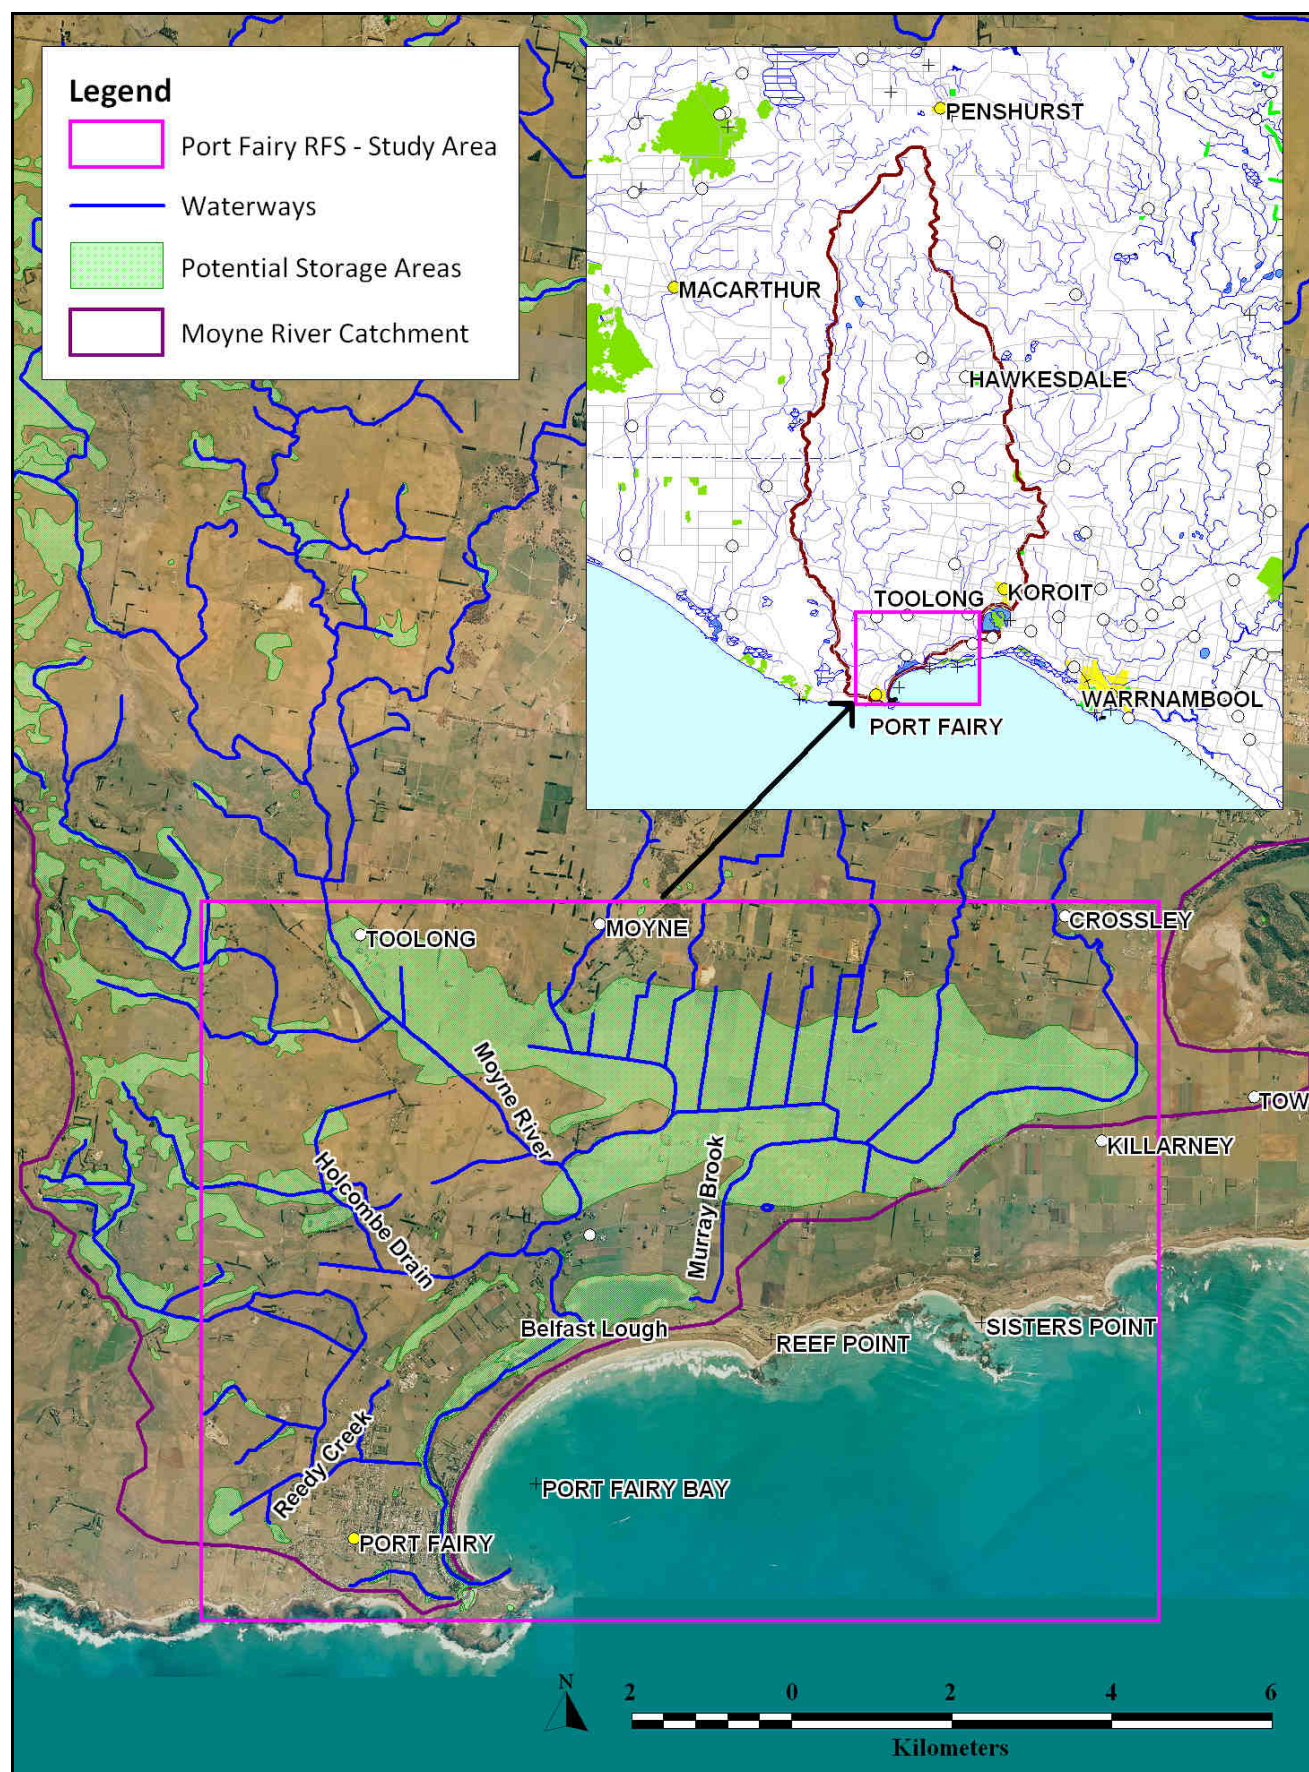 Legend
Port Fairy RFS - Study Area
Waterways
Potential Storage Areas
Moyne River Catchment
PENSHURST
MACARTHUR
HAWKESDALE
TOOLONG
KOROIT
WARRNAMBOOL
PORT FAIRY
TOOLONG
MOYNE
CROSSLEY
Moyne River
TOW
KILLARNEY
Holcombe Drain
Murray Brook
Belfast Lough
REEF POINT
SISTERS POINT
Reedy Creek
PORT FAIRY BAY
PORT FAIRY
N
2 0 2 4 6
Kilometers